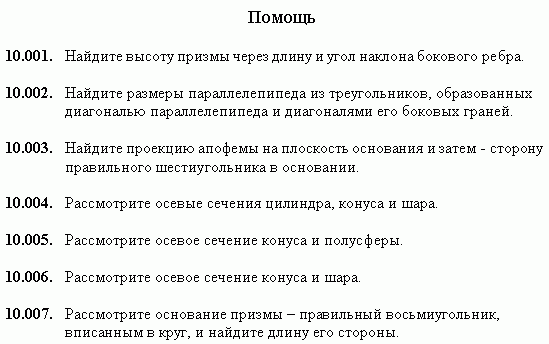 Помощь
10.001. Найдите высоту призмы через длину и угол наклона бокового ребра.
10.002. Найдите размеры параллелепипеда из треугольников, образованных
диагональю параллелепипеда и диагоналями его боковых граней.
10.003. Найдите проекцию апофемы на плоскость основания и затем - сторону
правильного шестиугольника в основании.
10.004. Рассмотрите осевые сечения цилиндра, конуса и шара.
10.005. Рассмотрите осевое сечение конуса и полусферы.
10.006. Рассмотрите осевое сечение конуса и шара.
10.007. Рассмотрите основание призмы – правильный восьмиугольник,
вписанным в круг, и найдите длину его стороны.